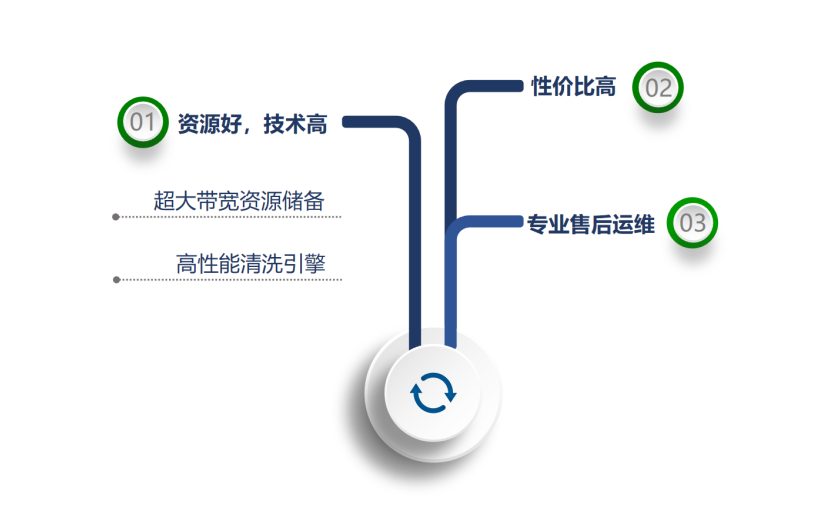 01
资源好，技术高
超大带宽资源储备
高性能清洗引擎
性价比高
02
专业售后运维
03